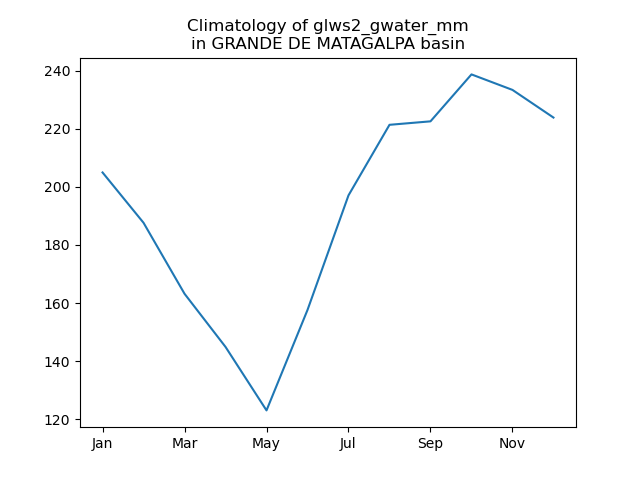 Climatology of glws2_gwater_mm
in GRANDE DE MATAGALPA basin
240
220
200
180
160
140
120
Jan Mar May Jul Sep Nov